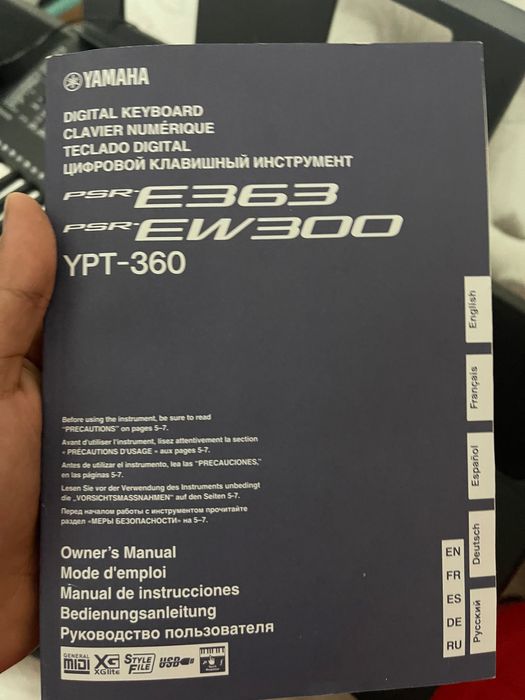 YAMAHA
DIGITAL KEYBOARD
CLAVIER NUMÉRIQUE
TECLADO DIGITAL
ЦИФРОВОЙ КЛАВИШНЫЙ ИНСТРУМЕНТ
PSR-E363
PSR-EW300
YPT-360
English
Français
Español
Deutsch
Русский
Before using the instrument, be sure to read
"PRECAUTIONS" on pages 5–7.
Avant d'utiliser l'instrument, lisez attentivement la section
« PRÉCAUTIONS D'USAGE » aux pages 5-7.
Antes de utilizar el instrumento, lea las "PRECAUCIONES,"
en las páginas 5-7.
Lesen Sie vor der Verwendung des Instruments unbedingt
die „VORSICHTSMASSNAHMEN" auf den Seiten 5-7.
Перед началом работы с инструментом прочитайте
раздел «МЕРЫ БЕЗОПАСНОСТИ» на 5–7.
Owner's Manual
Mode d'emploi
Manual de instrucciones
Bedienungsanleitung
Руководство пользователя
EN
FR
ES
DE
RU
GENERAL
MIDI
XG
XGlite
STYLE
FILE
USB